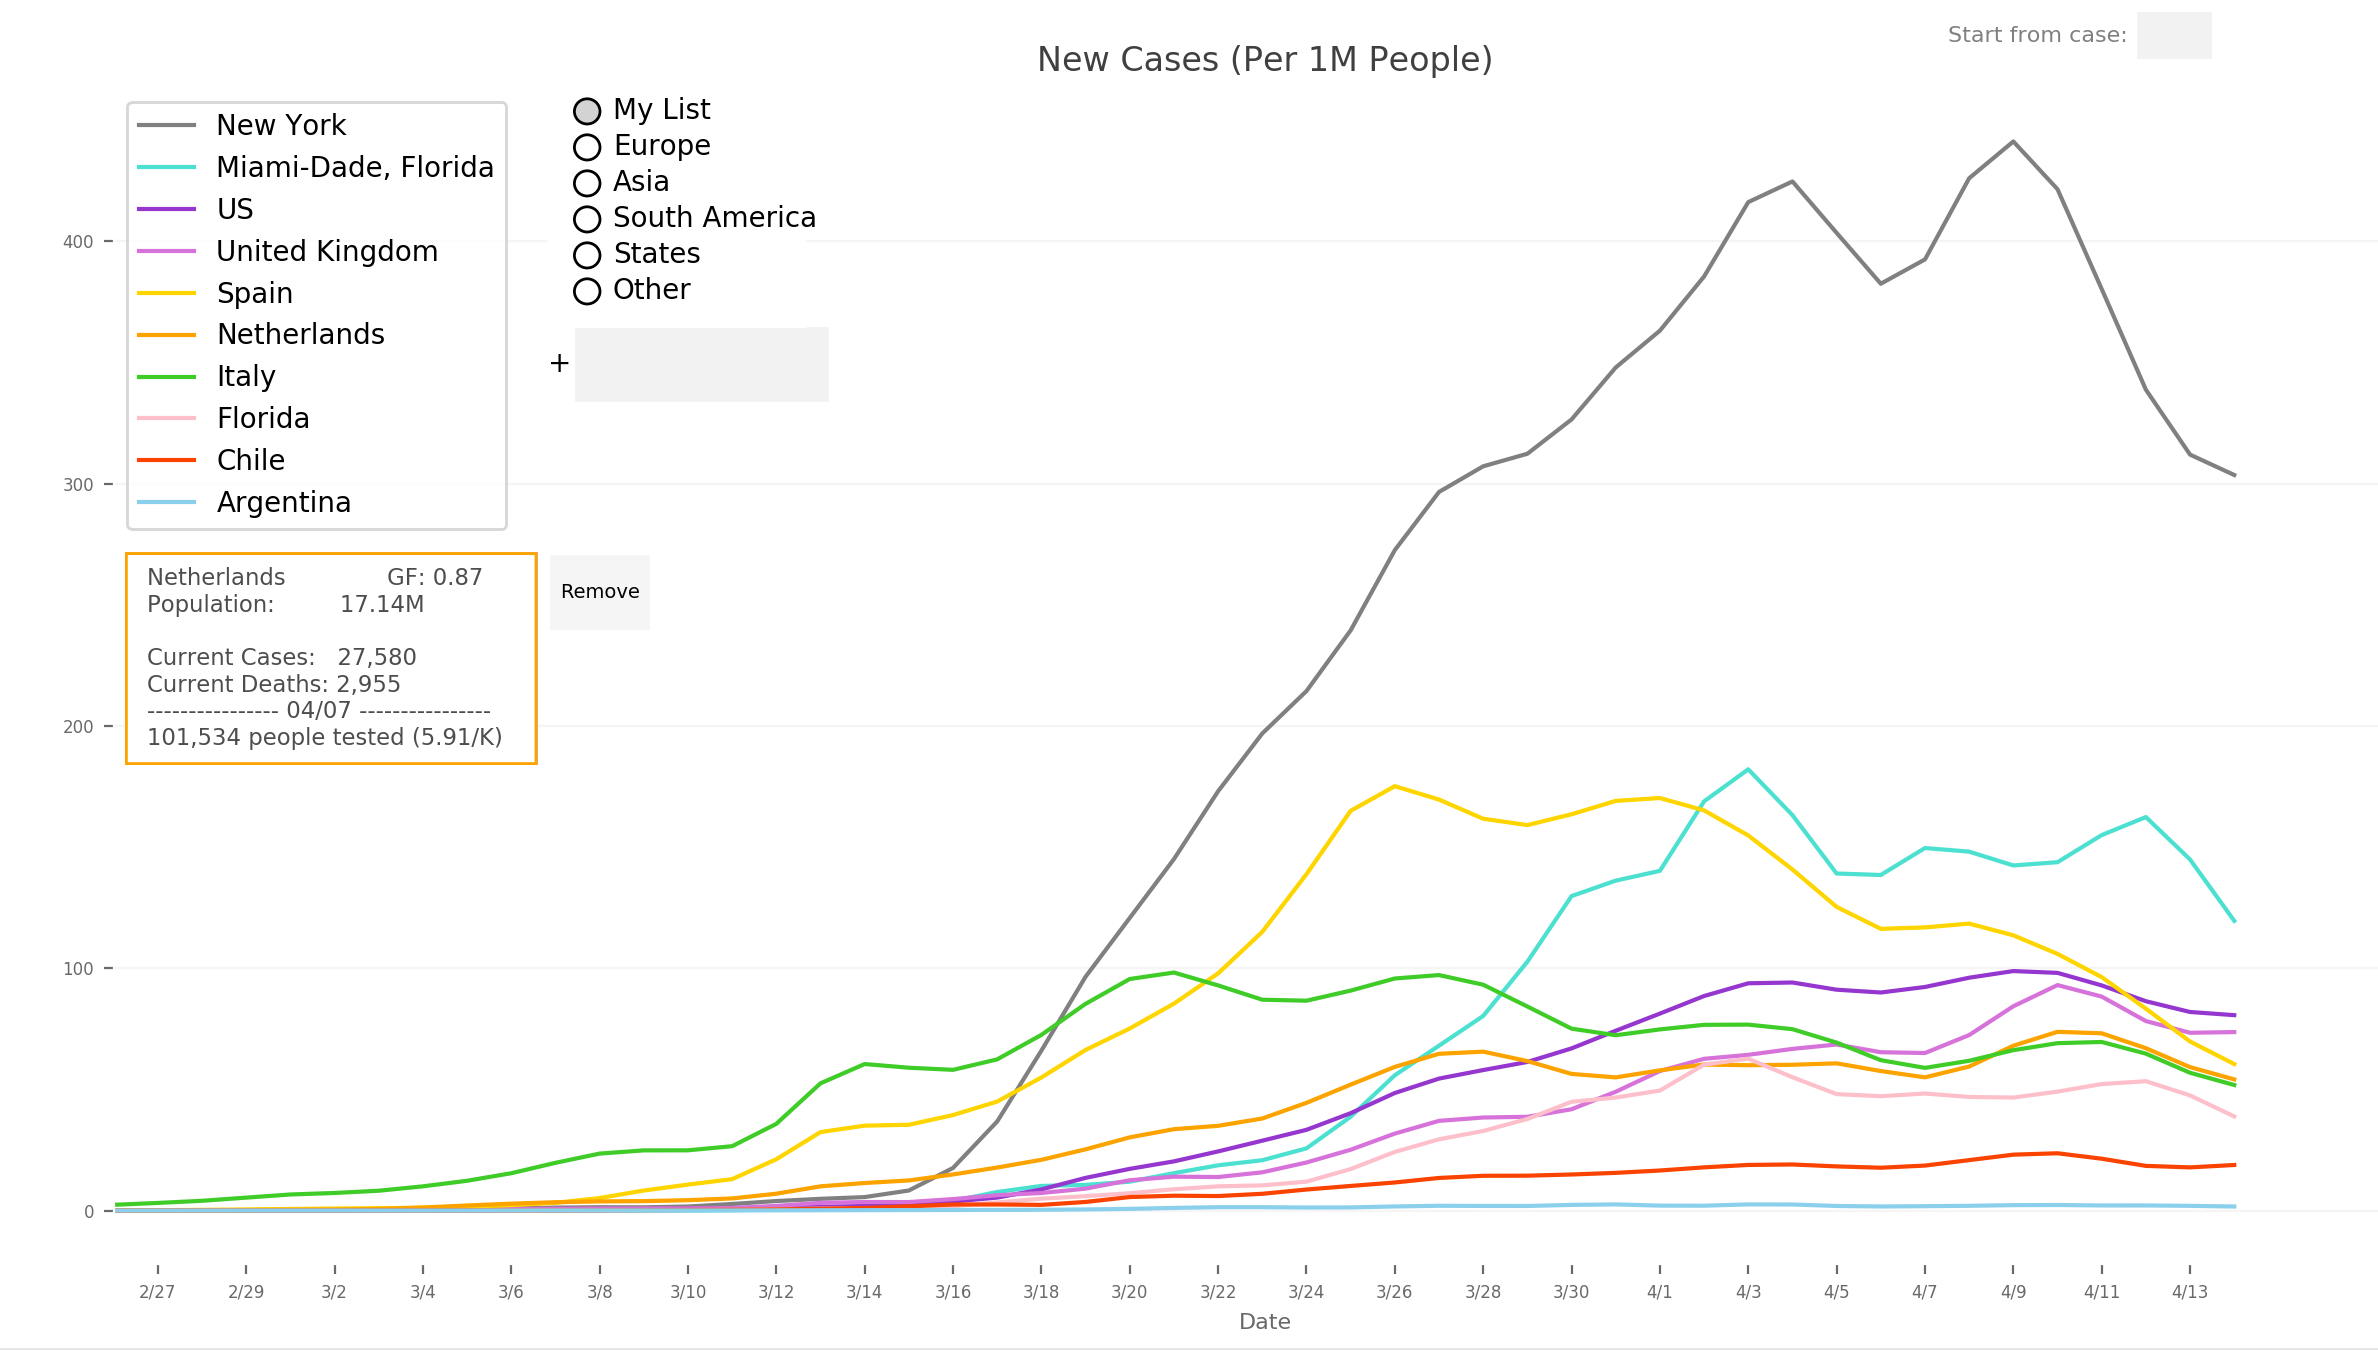 Start from case:
New Cases (Per 1M People)
New York
Miami-Dade, Florida
US
United Kingdom
Spain
Netherlands
Italy
Florida
Chile
Argentina
My List
Europe
Asia
South America
States
Other
+
Netherlands GF: 0.87
Population: 17.14M
Current Cases: 27,580
Current Deaths: 2,955
---------------- 04/07 ----------------
101,534 people tested (5.91/K)
Remove
400
300
200
100
0
2/27 2/29 3/2 3/4 3/6 3/8 3/10 3/12 3/14 3/16 3/18 3/20 3/22 3/24 3/26 3/28 3/30 4/1 4/3 4/5 4/7 4/9 4/11 4/13
Date